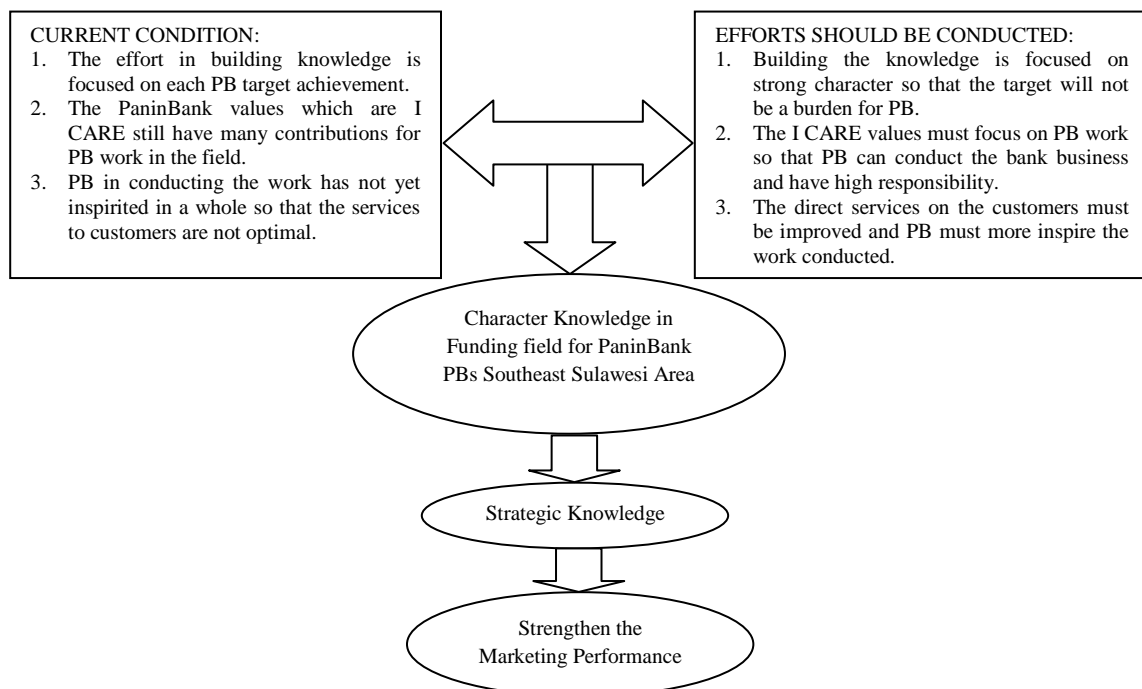 CURRENT CONDITION:
1. The effort in building knowledge is
focused on each PB target achievement.
2. The PaninBank values which are I
CARE still have many contributions for
PB work in the field.
3. PB in conducting the work has not yet
inspirited in a whole so that the services
to customers are not optimal.
EFFORTS SHOULD BE CONDUCTED:
1. Building the knowledge is focused on
strong character so that the target will not
be a burden for PB.
2. The I CARE values must focus on PB work
so that PB can conduct the bank business
and have high responsibility.
3. The direct services on the customers must
be improved and PB must more inspire the
work conducted.
Character Knowledge in
Funding field for PaninBank
PBs Southeast Sulawesi Area
Strategic Knowledge
Strengthen the
Marketing Performance